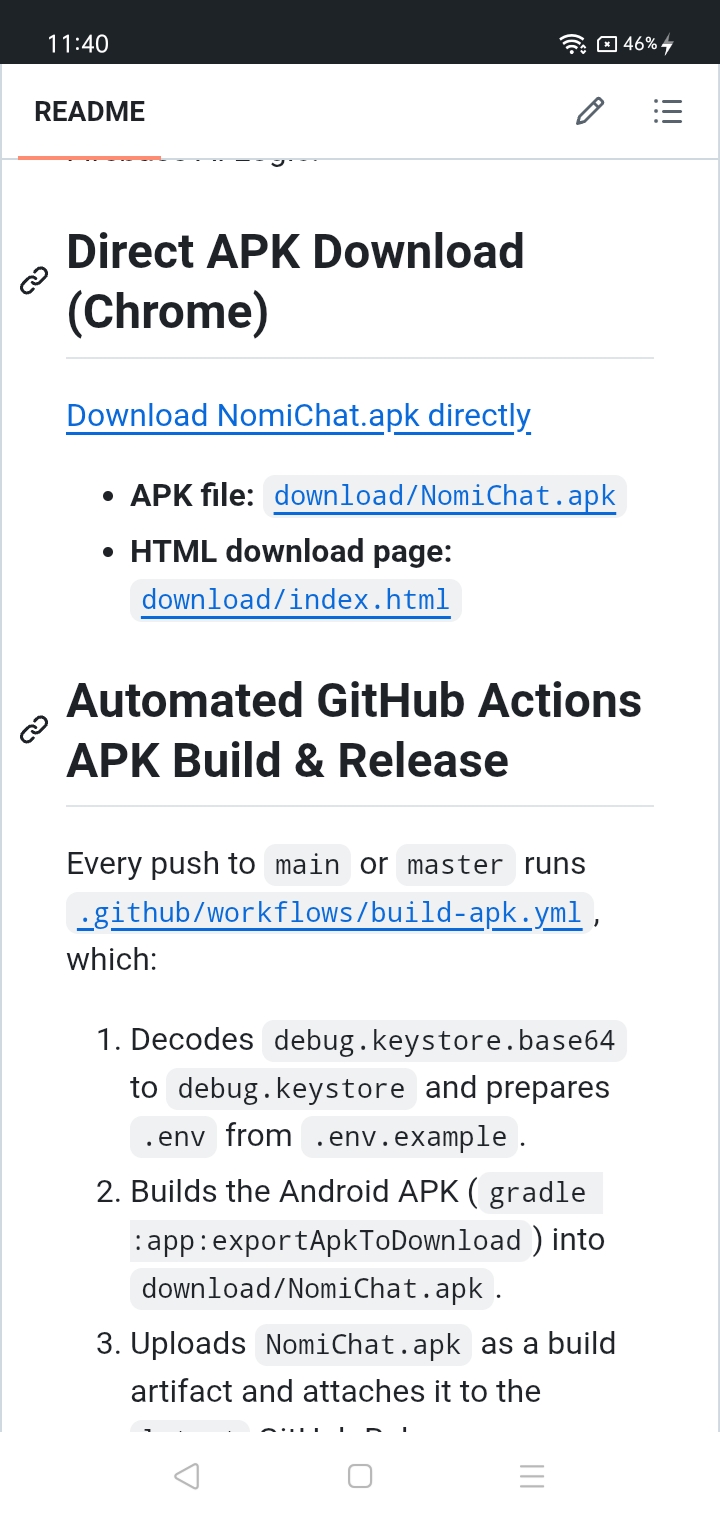 11:40
46%
README
Direct APK Download
(Chrome)
Download NomiChat.apk directly
• APK file: download/NomiChat.apk
• HTML download page:
download/index.html
Automated GitHub Actions
APK Build & Release
Every push to main or master runs
.github/workflows/build-apk.yml,
which:
1. Decodes debug.keystore.base64
to debug.keystore and prepares
.env from .env.example.
2. Builds the Android APK (gradle
:app:exportApkToDownload) into
download/NomiChat.apk.
3. Uploads NomiChat.apk as a build
artifact and attaches it to the